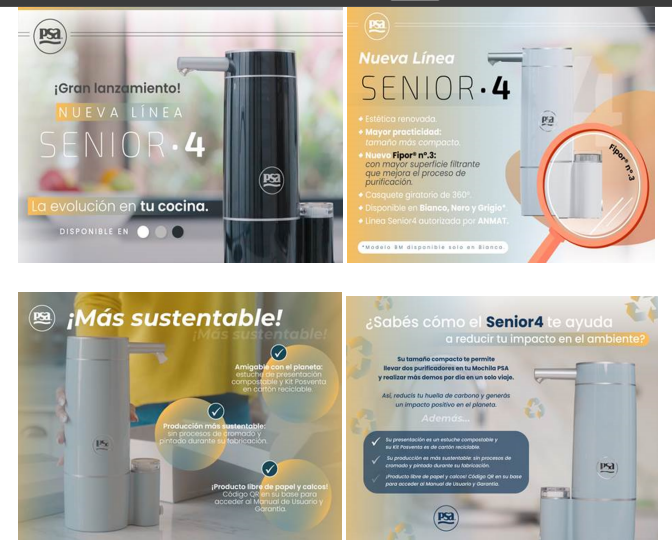 psa
¡Gran lanzamiento!
NUEVA LÍNEA
SENIOR·4
La evolución en tu cocina.
DISPONIBLE EN
psa
psa
Nueva Línea
SENIOR·4
Estética renovada.
Mayor practicidad:
tamaño más compacto.
Nuevo Fipor® nº.3:
con mayor superficie filtrante
que mejora el proceso de
purificación.
Casquete giratorio de 360º.
Disponible en Blanco, Nero y Grigio*.
Línea Senior4 autorizada por ANMAT.
*Modelo BM disponible solo en Bianco.
psa
Fipor® nº.3
psa
¡Más sustentable!
¡Más sustentable!
Amigable con el planeta:
estuche de presentación
compostable y Kit Posventa
en cartón reciclable.
Producción más sustentable:
sin procesos de cromado y
pintado durante su fabricación.
¡Producto libre de papel y calcos!
Código QR en su base para
acceder al Manual de Usuario y
Garantía.
¿Sabés cómo el Senior4 te ayuda
a reducir tu impacto en el ambiente?
Su tamaño compacto te permite
llevar dos purificadores en tu Mochila PSA
y realizar más demos por día en un solo viaje.
Así, reducís tu huella de carbono y generás
un impacto positivo en el planeta.
Además...
Su presentación es un estuche compostable y
su Kit Posventa es de cartón reciclable.
Su producción es más sustentable: sin procesos de
cromado y pintado durante su fabricación.
¡Producto libre de papel y calcos! Código QR en su base
para acceder al Manual de Usuario y Garantía.
psa
psa